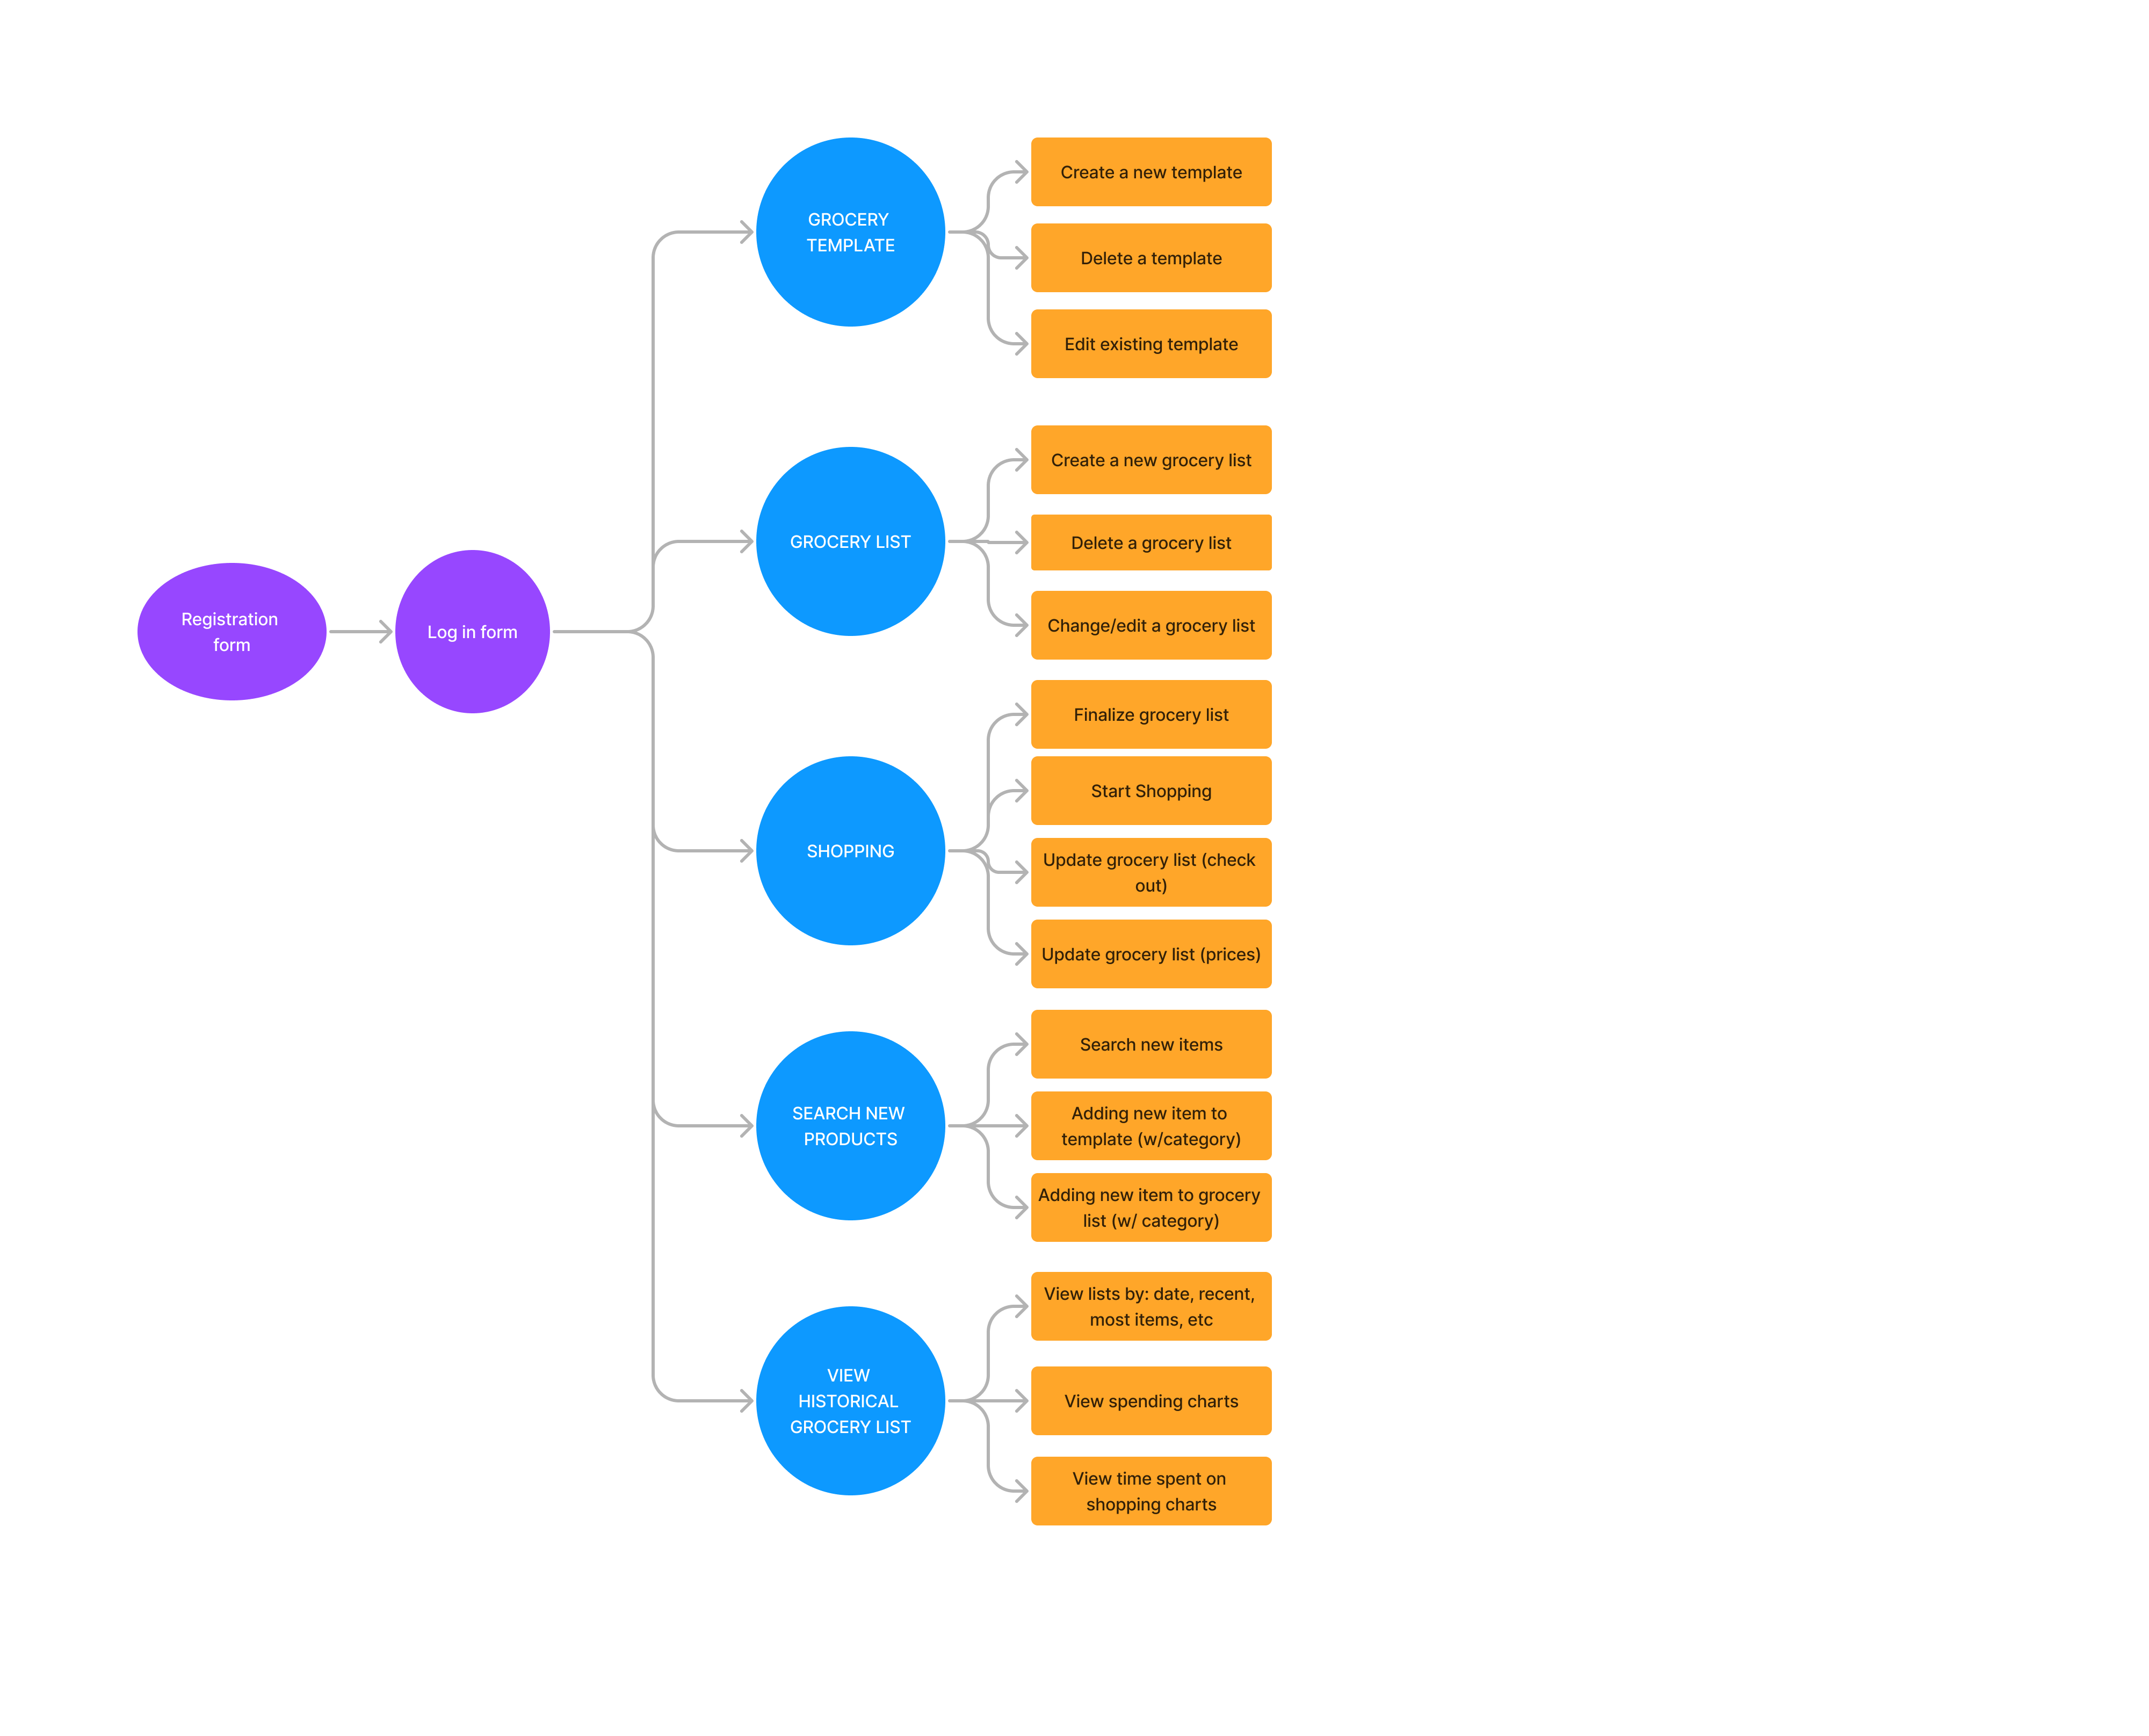 Registration
form
Log in form
GROCERY
TEMPLATE
Create a new template
Delete a template
Edit existing template
GROCERY LIST
Create a new grocery list
Delete a grocery list
Change/edit a grocery list
SHOPPING
Finalize grocery list
Start Shopping
Update grocery list (check
out)
Update grocery list (prices)
SEARCH NEW
PRODUCTS
Search new items
Adding new item to
template (w/category)
Adding new item to grocery
list (w/ category)
VIEW
HISTORICAL
GROCERY LIST
View lists by: date, recent,
most items, etc
View spending charts
View time spent on
shopping charts